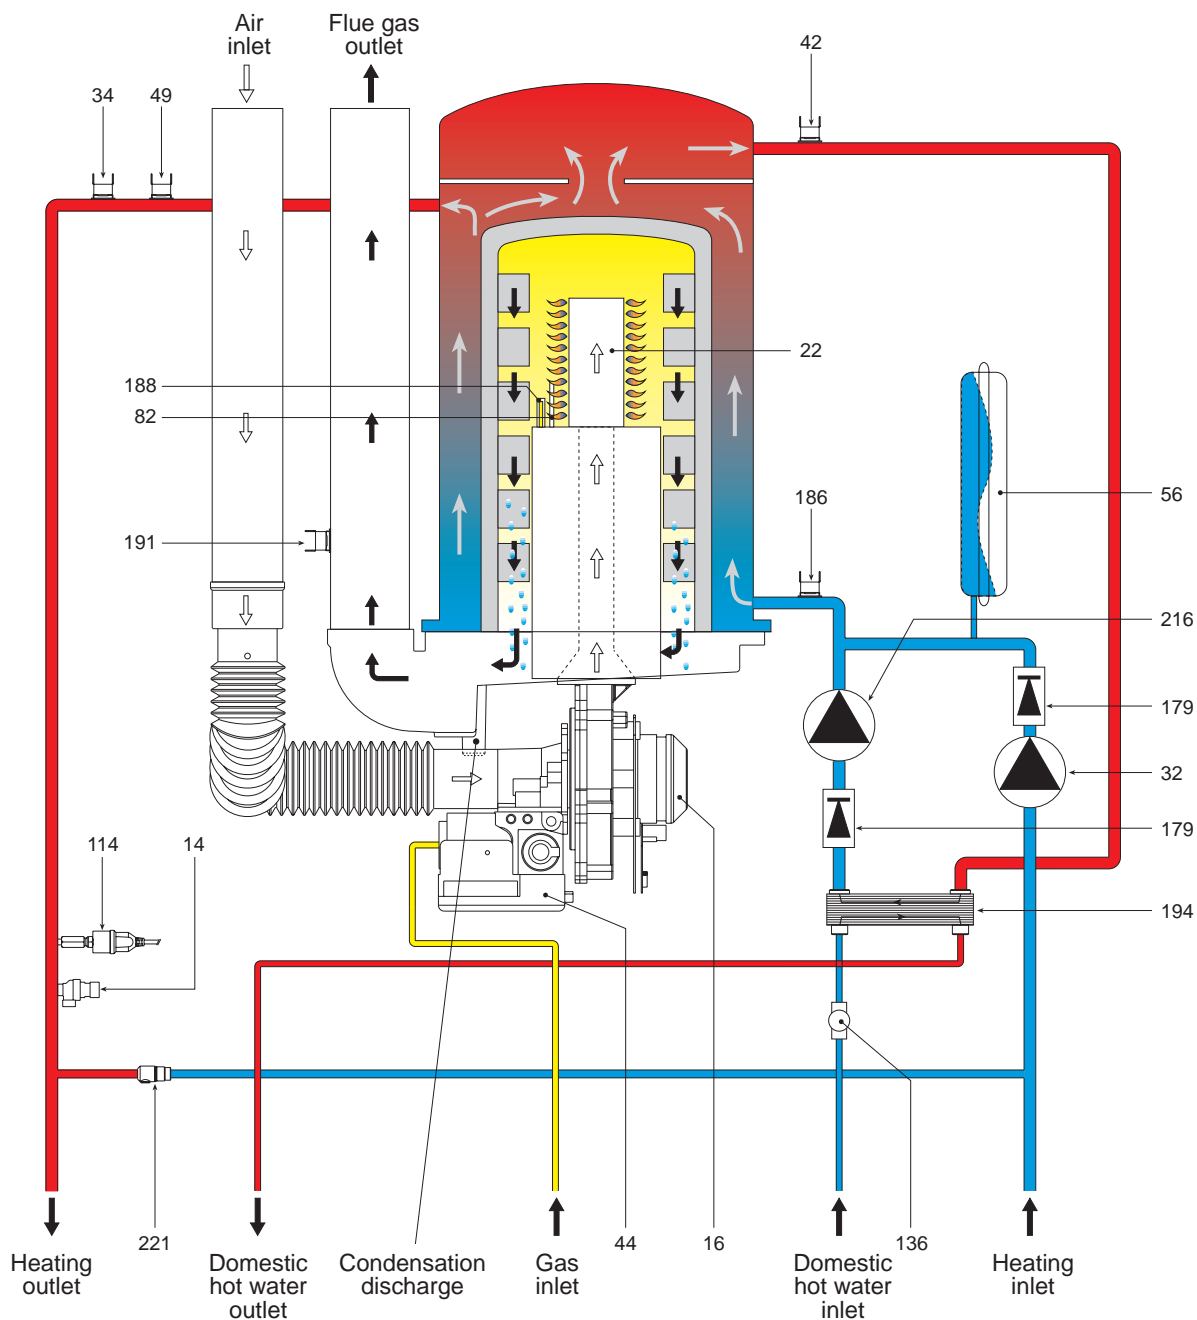 Air
inlet
Flue gas
outlet
42
34
49
22
188
82
186
56
191
216
179
32
114
14
179
194
221
44
16
136
Heating
outlet
Domestic
hot water
outlet
Condensation
discharge
Gas
inlet
Domestic
hot water
inlet
Heating
inlet